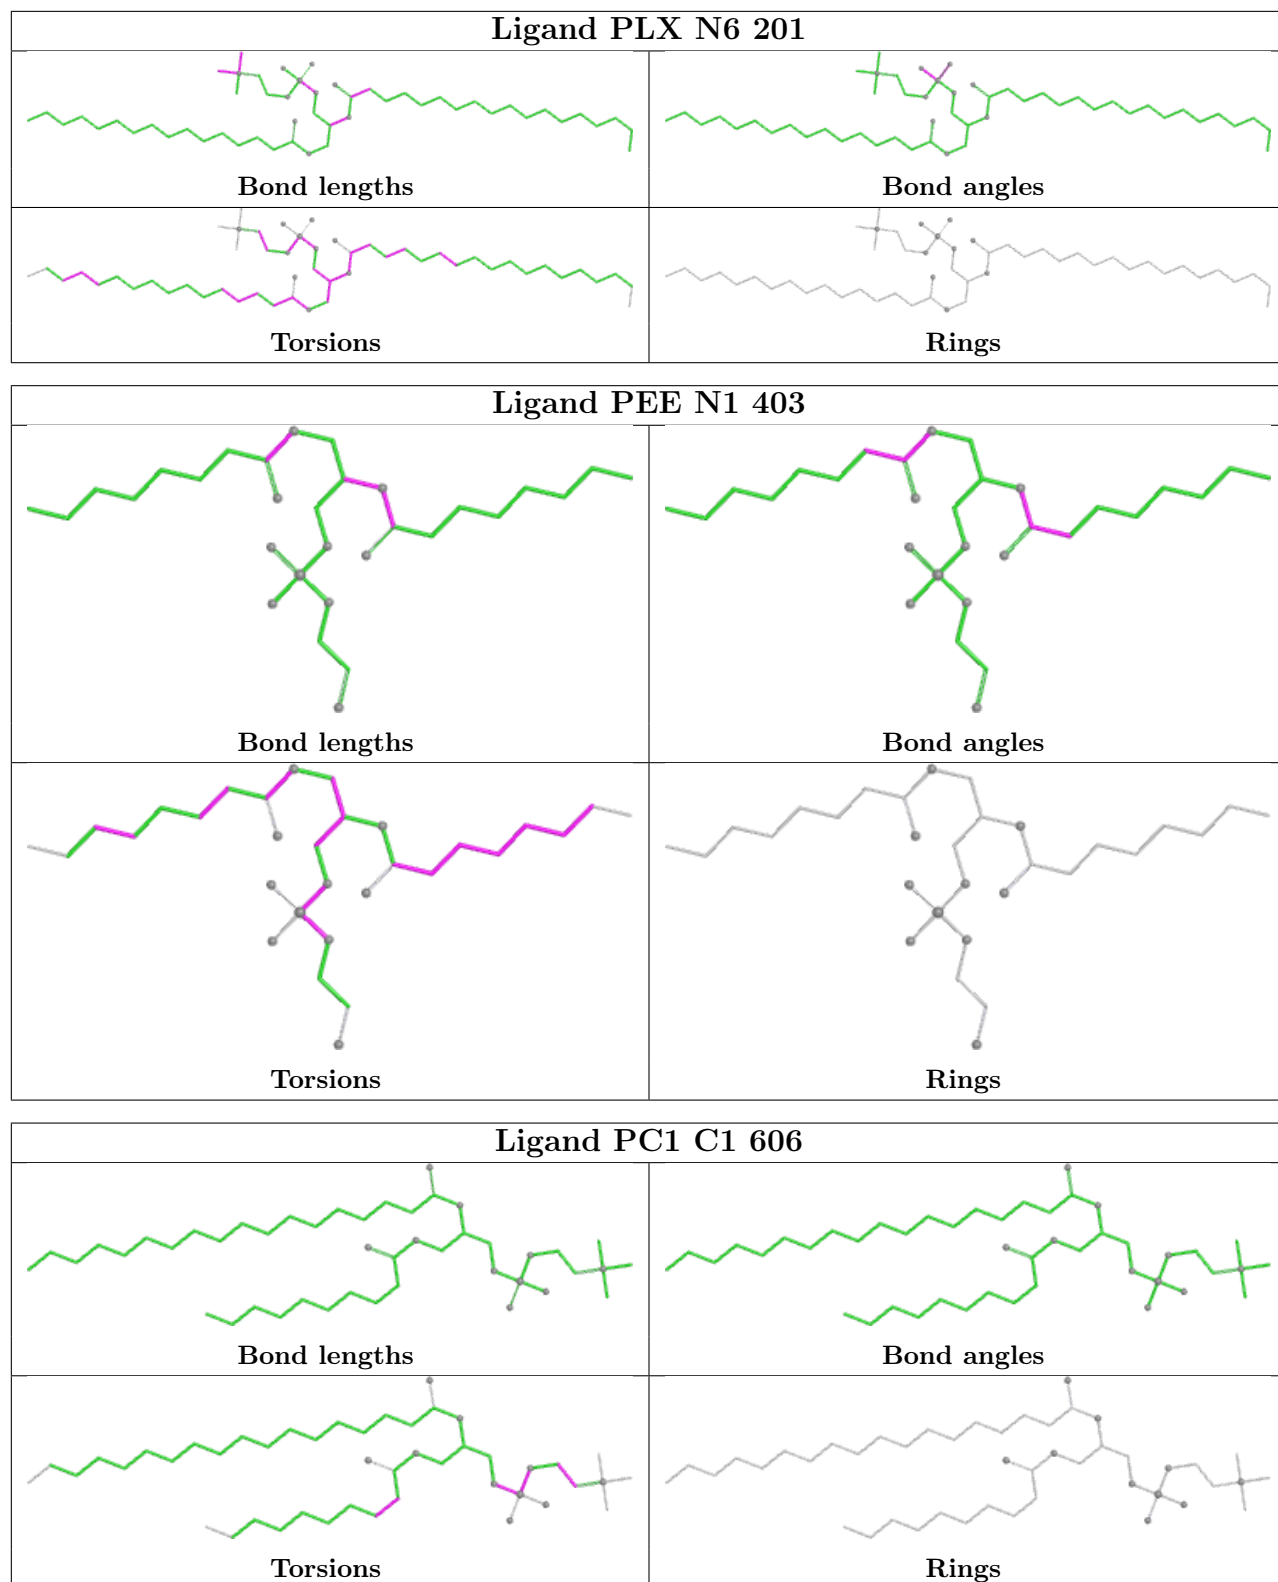 Ligand PLX N6 201
Bond lengths
Bond angles
Torsions
Rings
Ligand PEE N1 403
Bond lengths
Bond angles
Torsions
Rings
Ligand PC1 C1 606
Bond lengths
Bond angles
Torsions
Rings